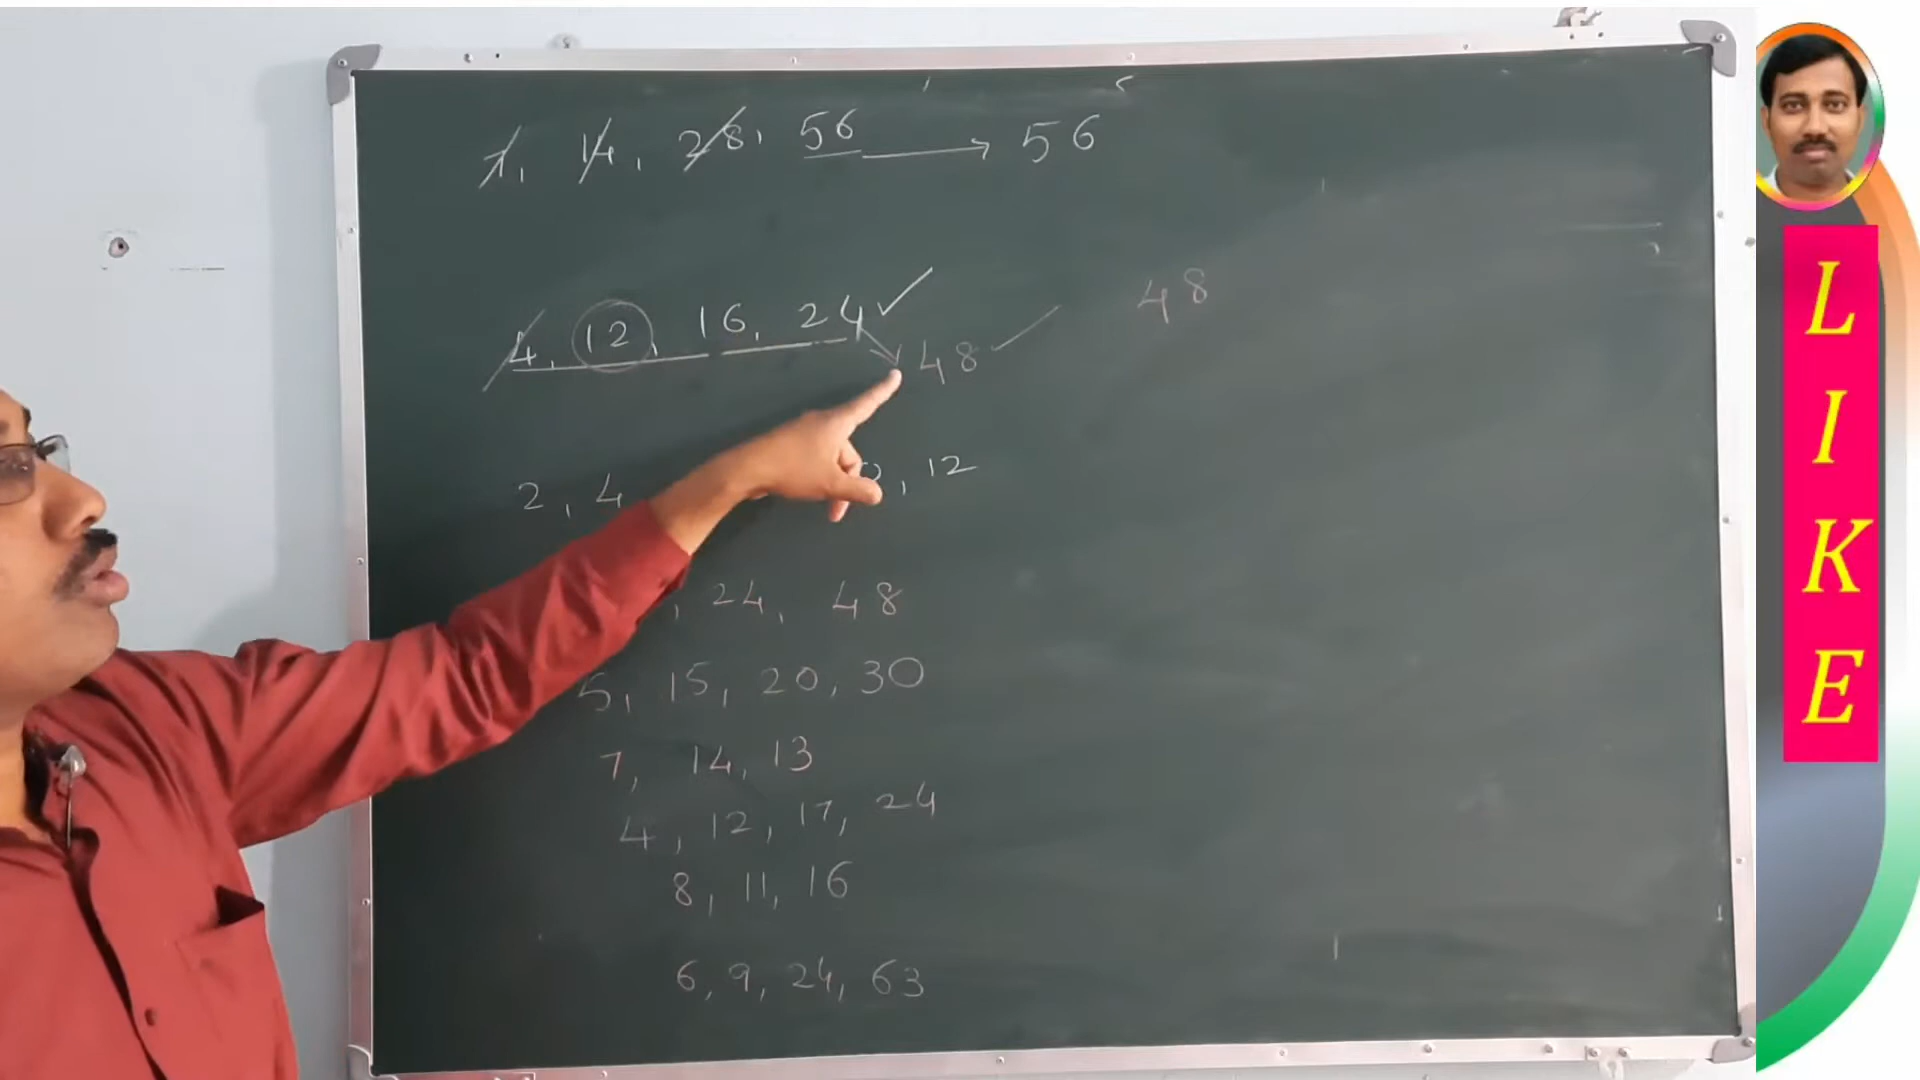 1, 14, 28, 56 → 56
4, 12, 16, 24 ✓
48 ✓ 48
2, 4 , 12
, 24, 48
5, 15, 20, 30
7, 14, 13
4, 12, 17, 24
8, 11, 16
6, 9, 24, 63
LIKE